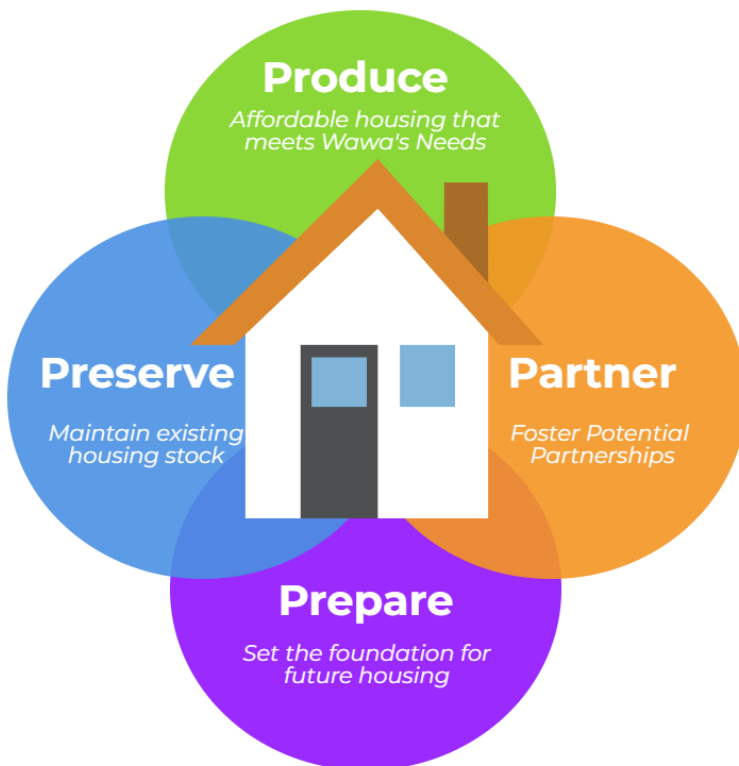 Produce
Affordable housing that
meets Wawa's Needs
Preserve
Maintain existing
housing stock
Partner
Foster Potential
Partnerships
Prepare
Set the foundation for
future housing